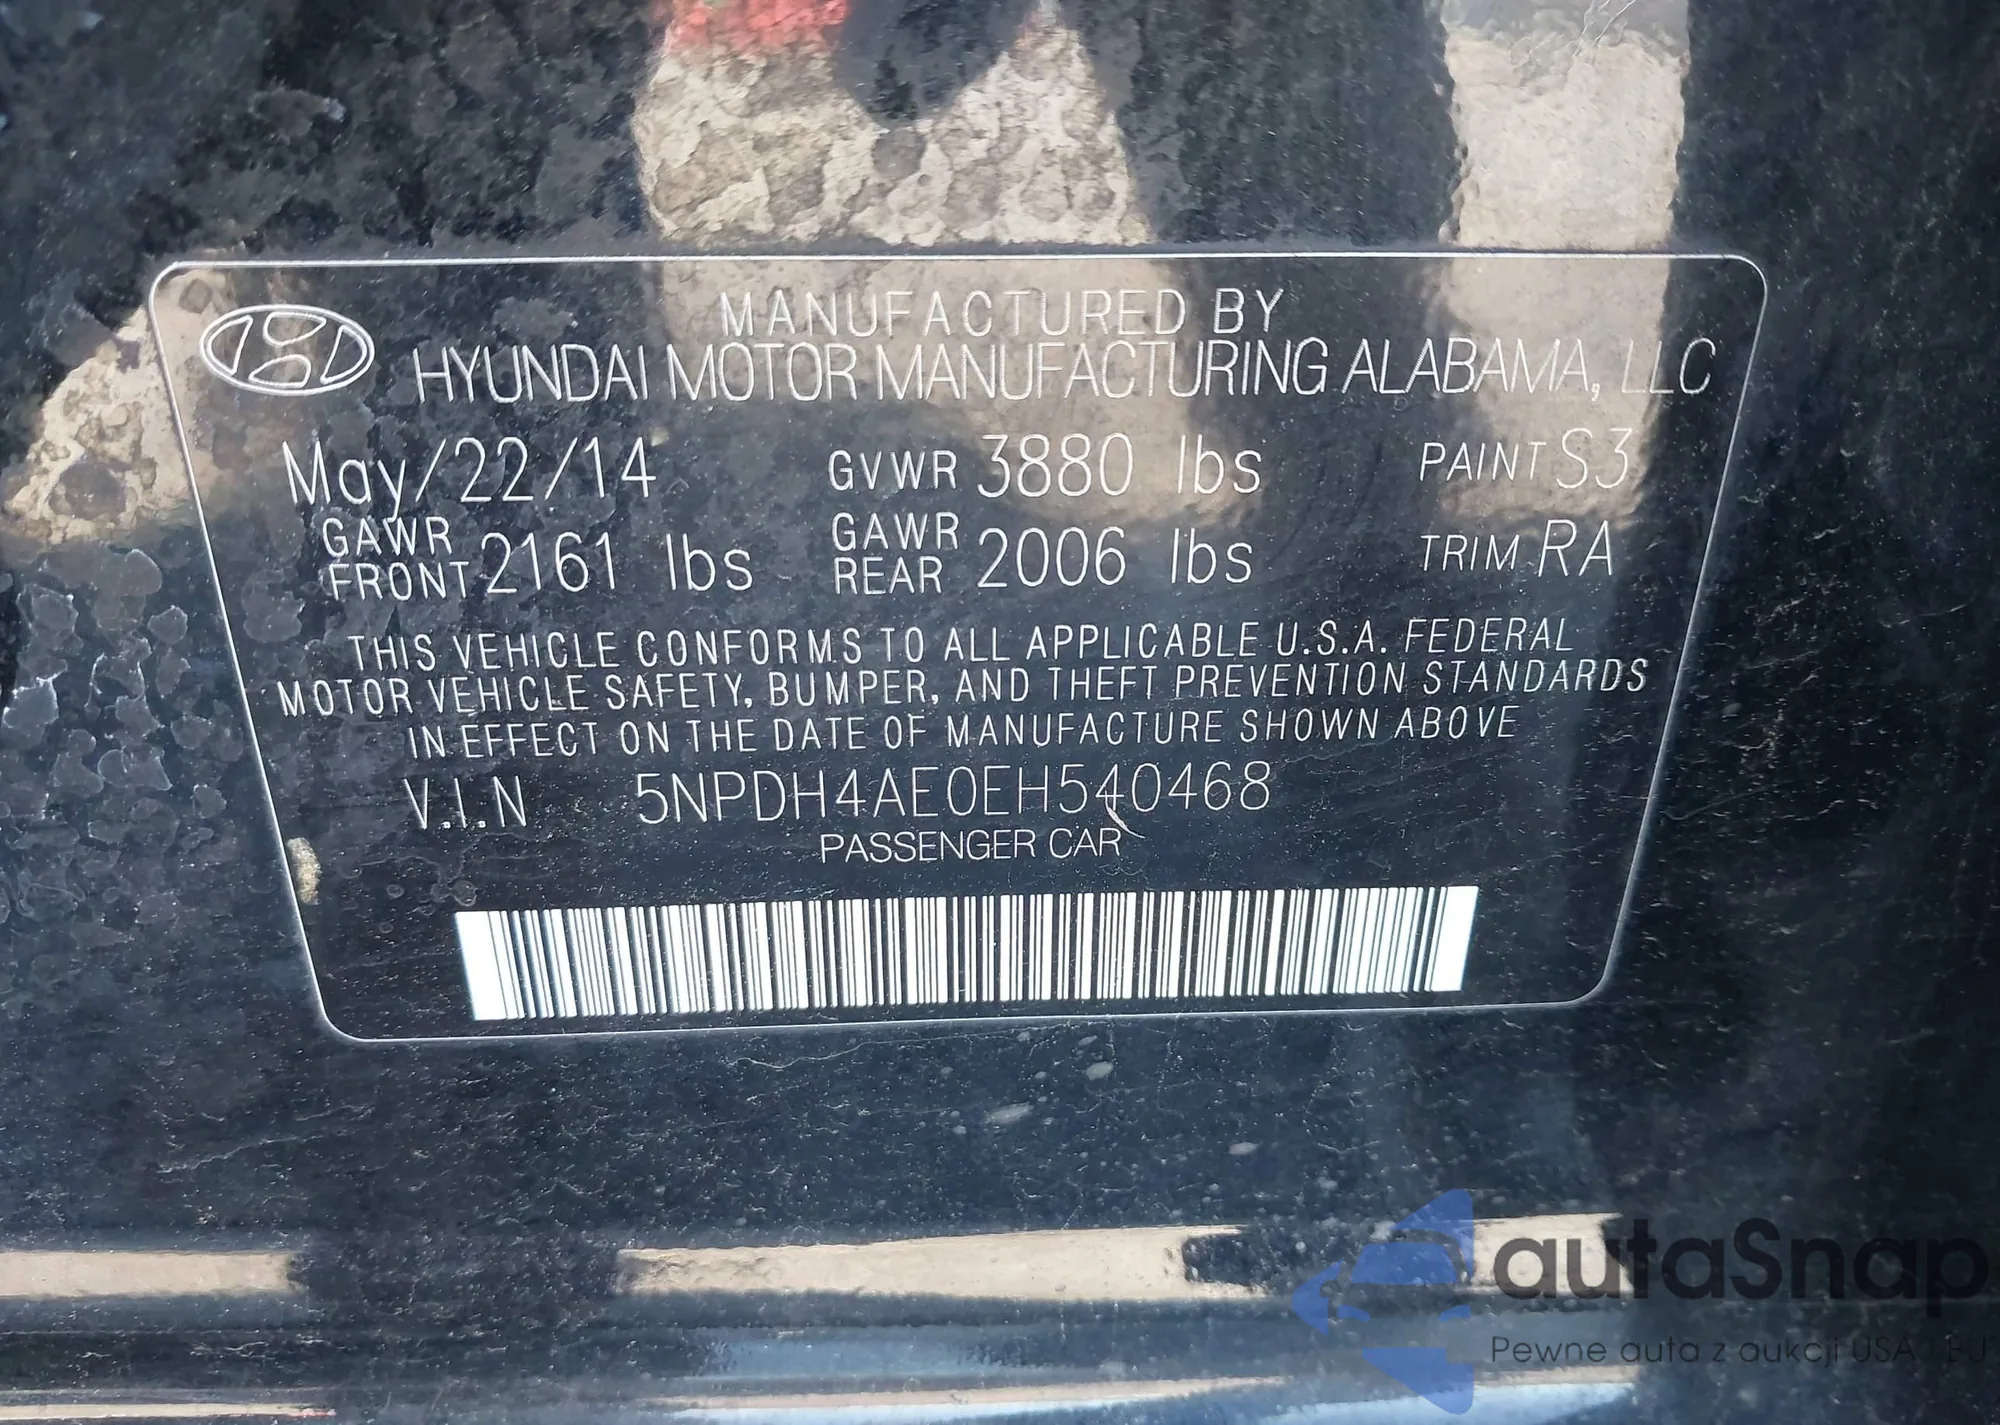 MANUFACTURED BY
HYUNDAI MOTOR MANUFACTURING ALABAMA, LLC
May/22/14 GVWR 3880 lbs PAINT S3
GAWR FRONT 2161 lbs GAWR REAR 2006 lbs TRIM RA
THIS VEHICLE CONFORMS TO ALL APPLICABLE U.S.A. FEDERAL
MOTOR VEHICLE SAFETY, BUMPER, AND THEFT PREVENTION STANDARDS
IN EFFECT ON THE DATE OF MANUFACTURE SHOWN ABOVE
V.I.N 5NPDH4AE0EH540468
PASSENGER CAR
autaSnap
Pewne auta z aukcji USA